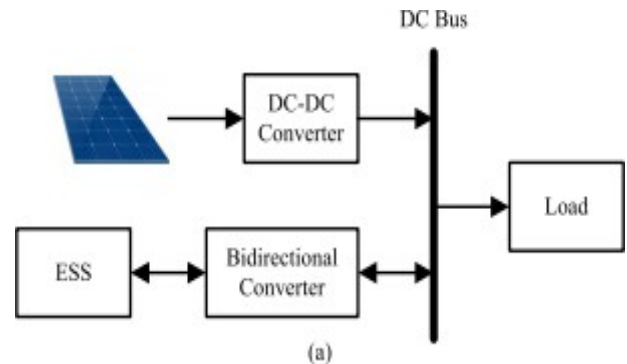 DC Bus
DC-DC
Converter
Load
ESS
Bidirectional
Converter
(a)